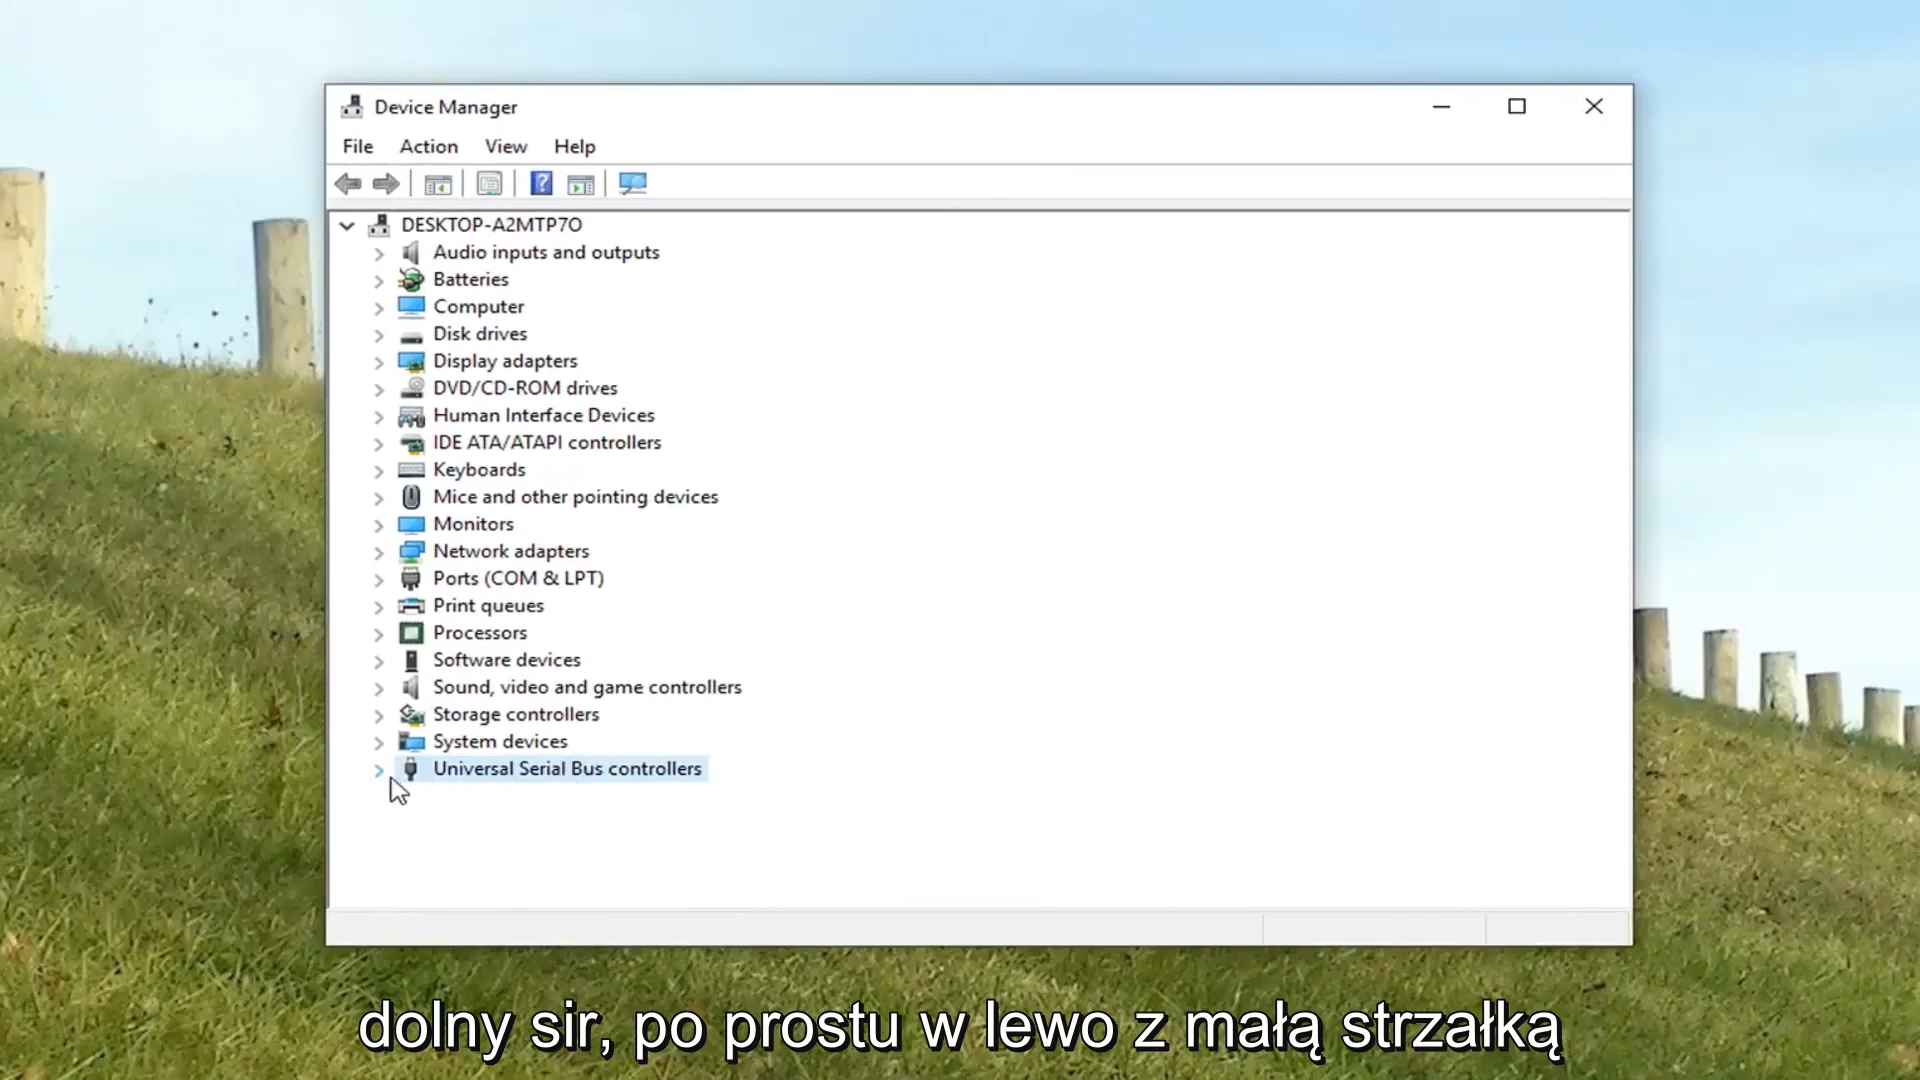 Device Manager
File Action View Help
DESKTOP-A2MTP7O
Audio inputs and outputs
Batteries
Computer
Disk drives
Display adapters
DVD/CD-ROM drives
Human Interface Devices
IDE ATA/ATAPI controllers
Keyboards
Mice and other pointing devices
Monitors
Network adapters
Ports (COM & LPT)
Print queues
Processors
Software devices
Sound, video and game controllers
Storage controllers
System devices
Universal Serial Bus controllers
dolny sir, po prostu w lewo z małą strzałką